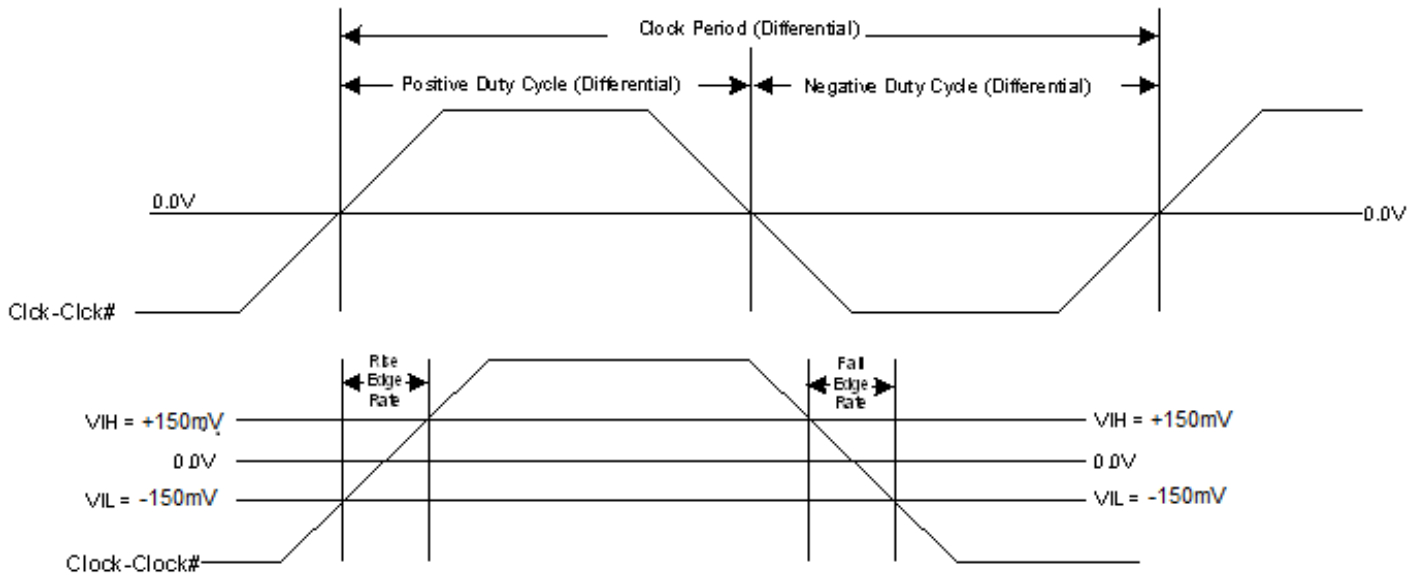 Clock Period (Differential)
Positive Duty Cycle (Differential)
Negative Duty Cycle (Differential)
0.0V
0.0V
Clck-Clck#
Rise
Edge
Rate
Fall
Edge
Rate
VIH = +150mV
VIH = +150mV
0.0V
0.0V
VIL = -150mV
VIL = -150mV
Clock-Clock#